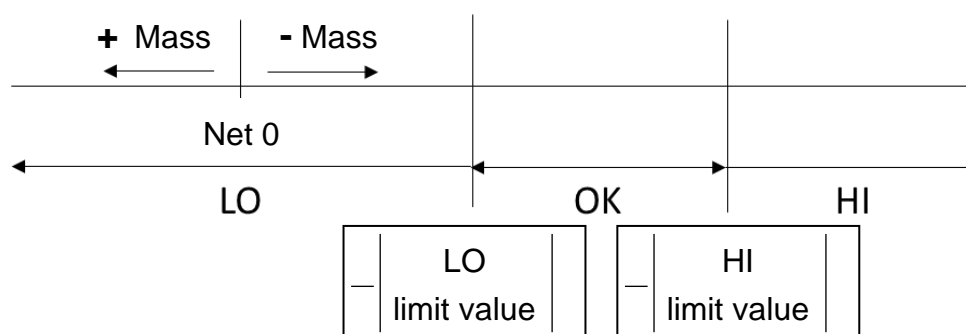 + Mass - Mass
Net 0
LO OK HI
LO HI
limit value limit value